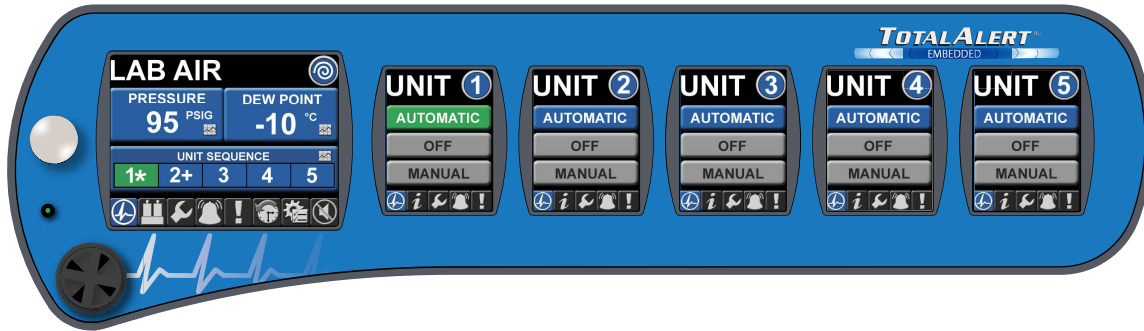 TOTALALERT™
EMBEDDED
LAB AIR
PRESSURE
95 PSIG
DEW POINT
-10 °C
UNIT SEQUENCE
1* 2+ 3 4 5
UNIT 1
AUTOMATIC
OFF
MANUAL
UNIT 2
AUTOMATIC
OFF
MANUAL
UNIT 3
AUTOMATIC
OFF
MANUAL
UNIT 4
AUTOMATIC
OFF
MANUAL
UNIT 5
AUTOMATIC
OFF
MANUAL